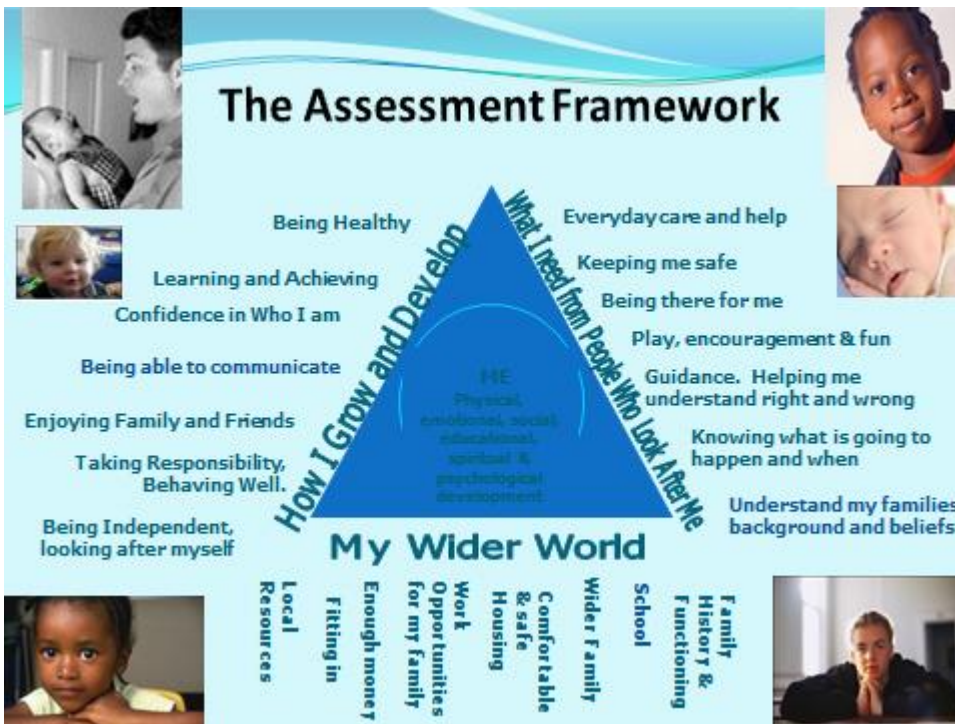 The Assessment Framework
Being Healthy
Learning and Achieving
Confidence in Who I am
Being able to communicate
Enjoying Family and Friends
Taking Responsibility,
Behaving Well.
Being Independent,
looking after myself
How I Grow and Develop
ME
Physical,
emotional, social,
educational,
spiritual &
psychological
development
What I need from People Who Look After Me
Everyday care and help
Keeping me safe
Being there for me
Play, encouragement & fun
Guidance. Helping me
understand right and wrong
Knowing what is going to
happen and when
Understand my families
background and beliefs
My Wider World
Local
Resources
Fitting in
Enough money
Work
Opportunities
for my family
Comfortable
& safe
Housing
Wider Family
School
Family
History &
Functioning